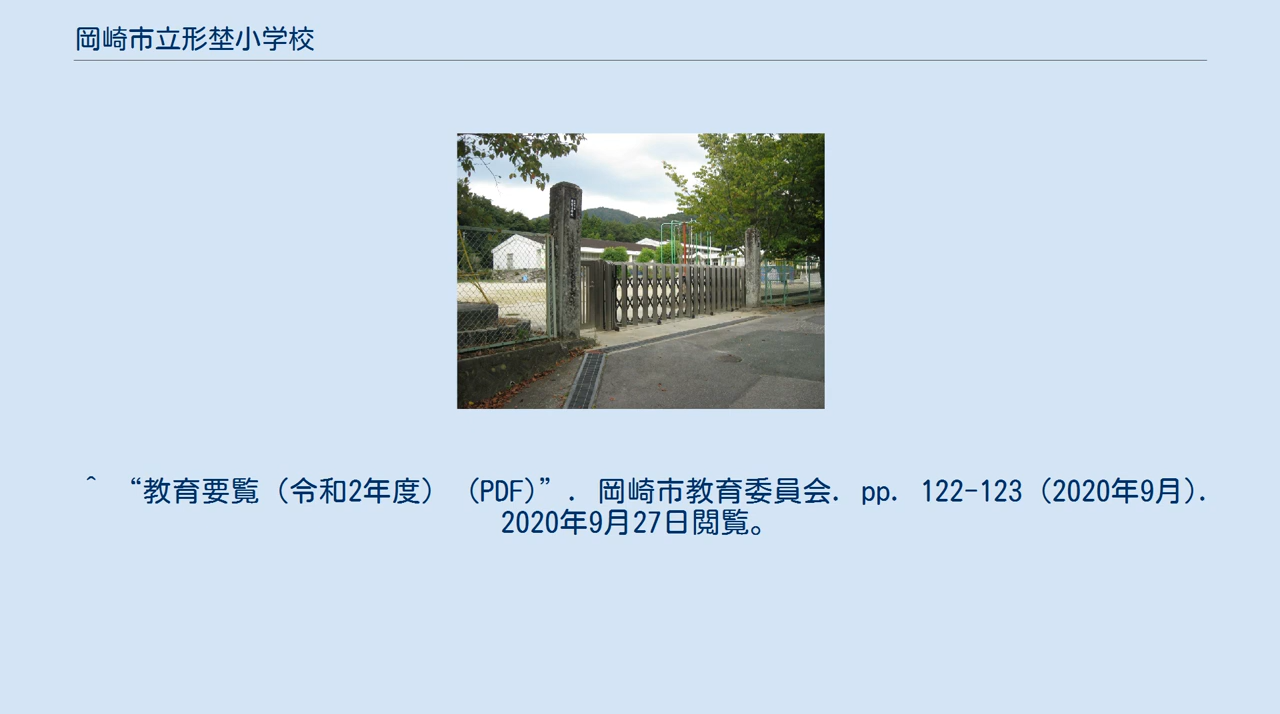 岡崎市立形埜小学校
^ “教育要覧（令和2年度）（PDF)”. 岡崎市教育委員会. pp. 122-123（2020年9月).
2020年9月27日閲覧。